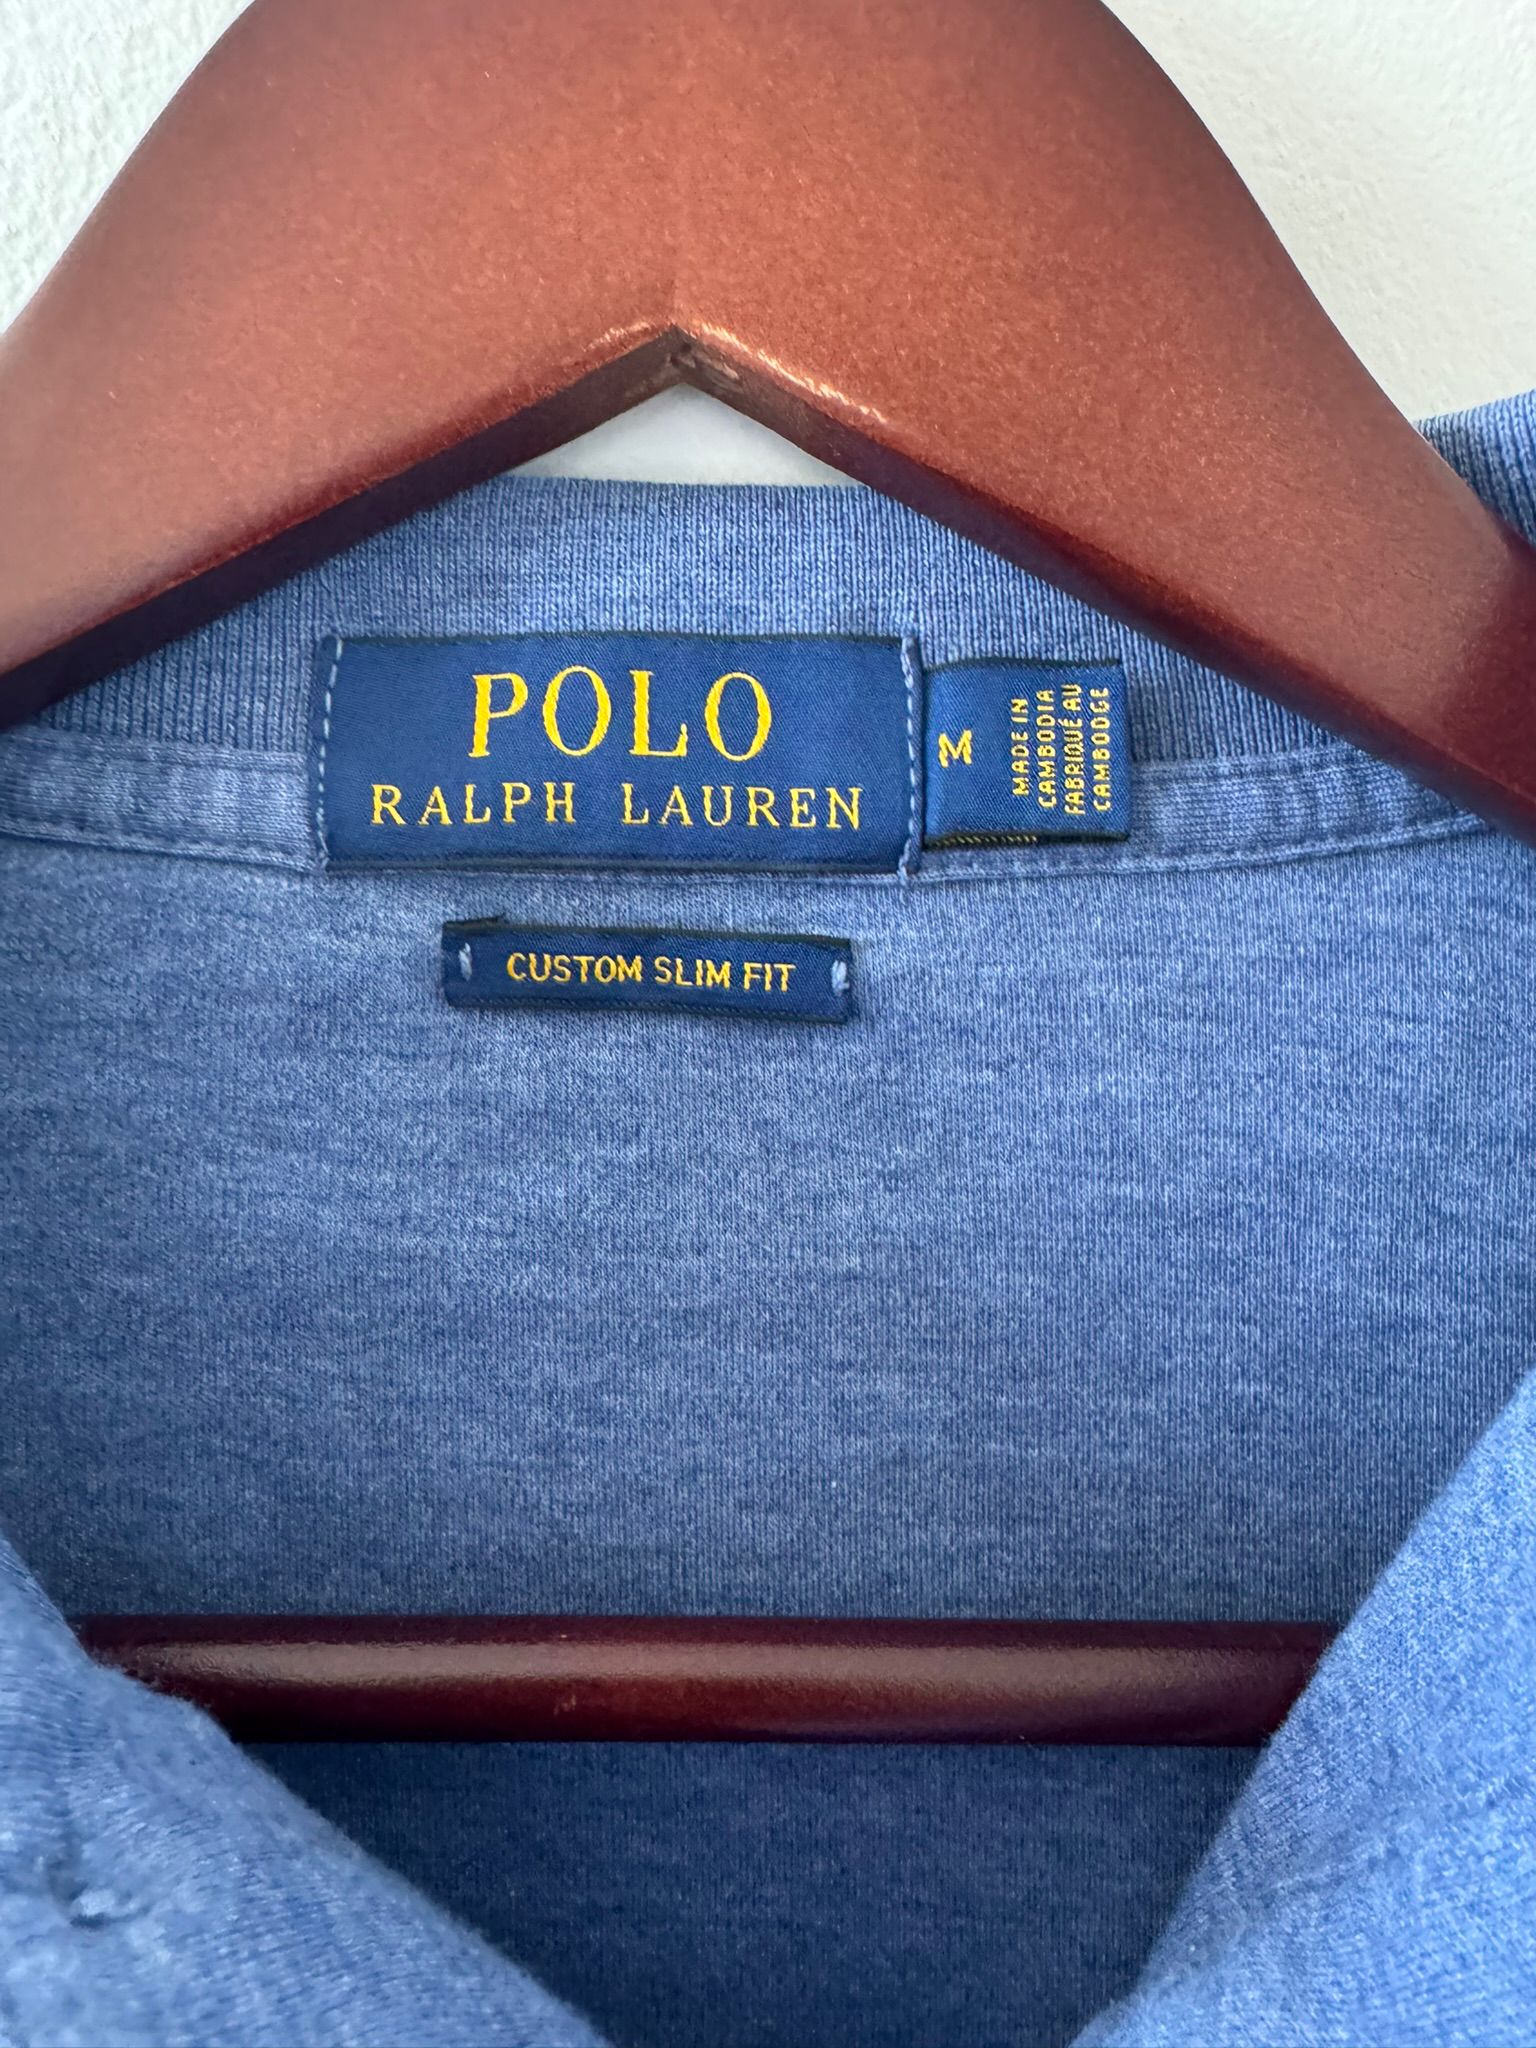 POLO
RALPH LAUREN
M
MADE IN
CAMBODIA
FABRIQUÉ AU
CAMBODGE
CUSTOM SLIM FIT